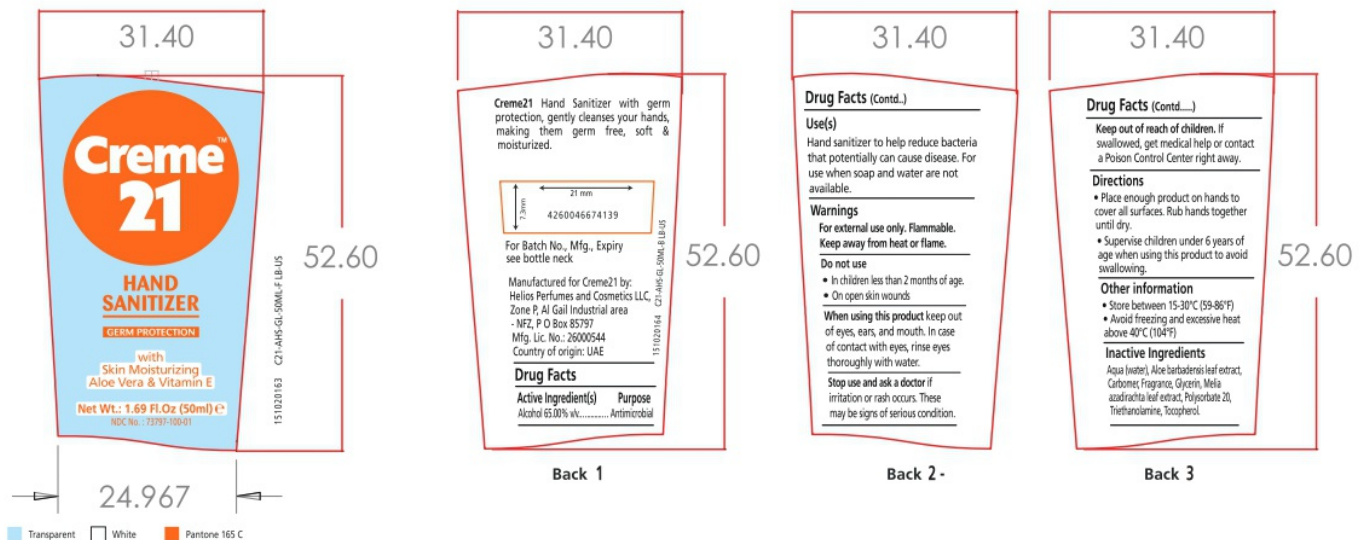 31.40
Creme™
21
HAND
SANITIZER
GERM PROTECTION
with
Skin Moisturizing
Aloe Vera & Vitamin E
Net Wt.: 1.69 Fl.Oz (50ml) ℮
NDC No. : 73797-100-01
151020163 C21-AHS-GL-50ML-F LB-US
52.60
24.967
Transparent
White
Pantone 165 C
31.40
Creme21 Hand Sanitizer with germ
protection, gently cleanses your hands,
making them germ free, soft &
moisturized.
21 mm
7.3mm
4260046674139
For Batch No., Mfg., Expiry
see bottle neck
Manufactured for Creme21 by:
Helios Perfumes and Cosmetics LLC,
Zone P, Al Gail Industrial area
- NFZ, P O Box 85797
Mfg. Lic. No.: 26000544
Country of origin: UAE
Drug Facts
Active Ingredient(s) Purpose
Alcohol 65.00% v/v............. Antimicrobial
151020164 C21-AHS-GL-50ML-B LB-US
52.60
Back 1
31.40
Drug Facts (Contd..)
Use(s)
Hand sanitizer to help reduce bacteria
that potentially can cause disease. For
use when soap and water are not
available.
Warnings
For external use only. Flammable.
Keep away from heat or flame.
Do not use
• In children less than 2 months of age.
• On open skin wounds
When using this product keep out
of eyes, ears, and mouth. In case
of contact with eyes, rinse eyes
thoroughly with water.
Stop use and ask a doctor if
irritation or rash occurs. These
may be signs of serious condition.
Back 2 -
31.40
Drug Facts (Contd.....)
Keep out of reach of children. If
swallowed, get medical help or contact
a Poison Control Center right away.
Directions
• Place enough product on hands to
cover all surfaces. Rub hands together
until dry.
• Supervise children under 6 years of
age when using this product to avoid
swallowing.
Other information
• Store between 15-30°C (59-86°F)
• Avoid freezing and excessive heat
above 40°C (104°F)
Inactive Ingredients
Aqua (water), Aloe barbadensis leaf extract,
Carbomer, Fragrance, Glycerin, Melia
azadirachta leaf extract, Polysorbate 20,
Triethanolamine, Tocopherol.
52.60
Back 3